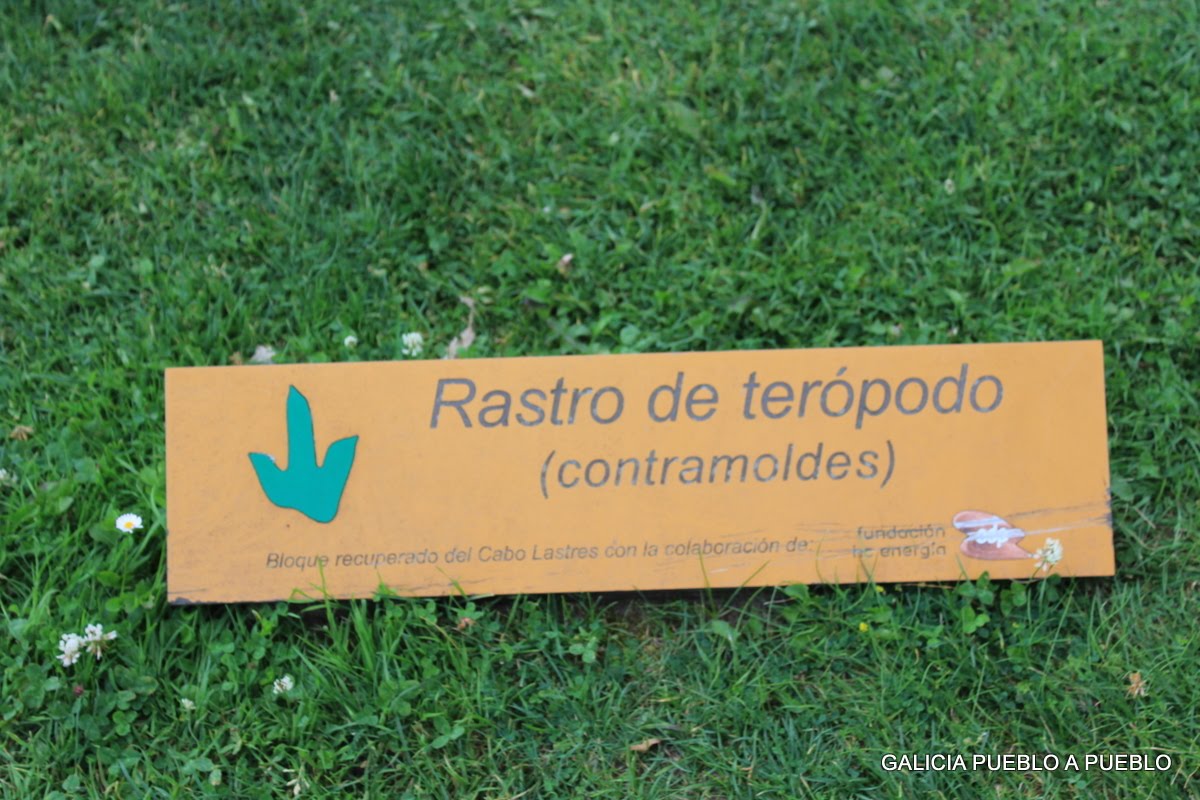 Rastro de terópodo
(contramoldes)
Bloque recuperado del Cabo Lastres con la colaboración de:
fundación
hc energía
edp
GALICIA PUEBLO A PUEBLO